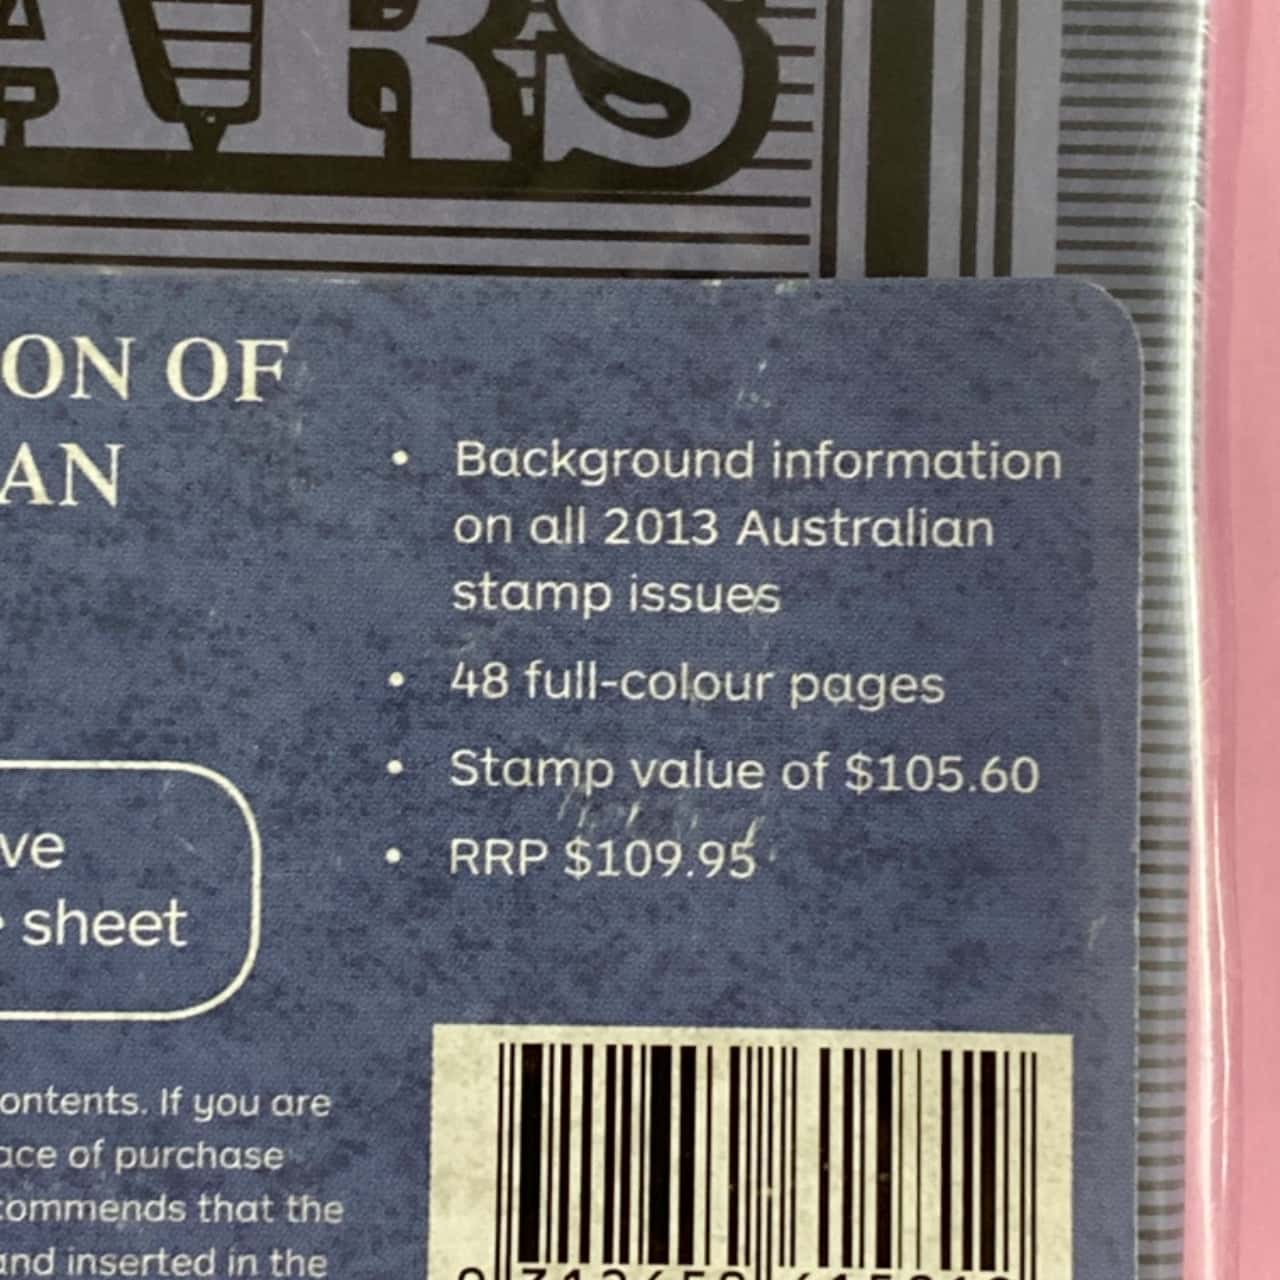 ARS
ON OF
AN
• Background information
on all 2013 Australian
stamp issues
• 48 full-colour pages
• Stamp value of $105.60
• RRP $109.95
ve
sheet
ontents. If you are
ace of purchase
commends that the
and inserted in the